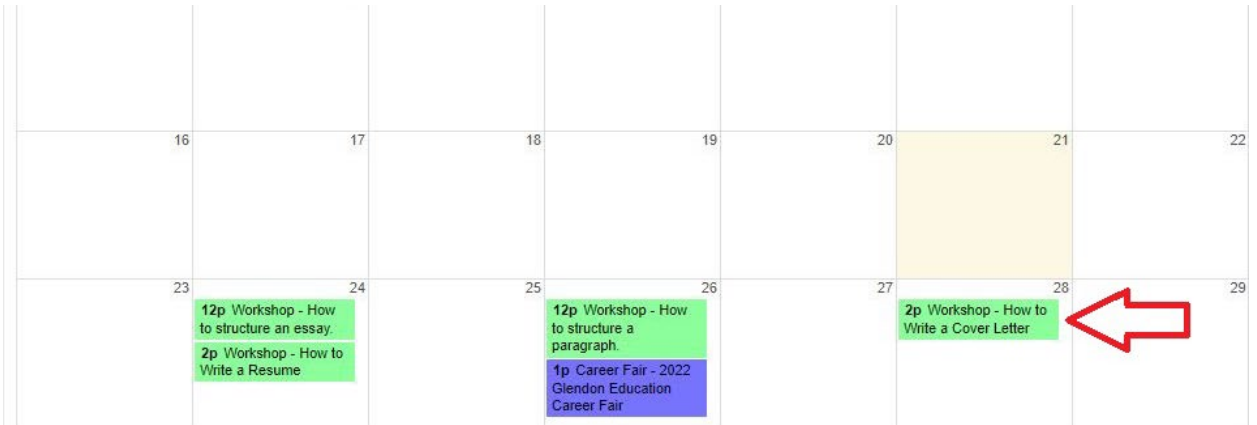 16 17 18 19 20 21 22
23 24 25 26 27 28 29
12p Workshop - How
to structure an essay.
2p Workshop - How to
Write a Resume
12p Workshop - How
to structure a
paragraph.
1p Career Fair - 2022
Glendon Education
Career Fair
2p Workshop - How to
Write a Cover Letter